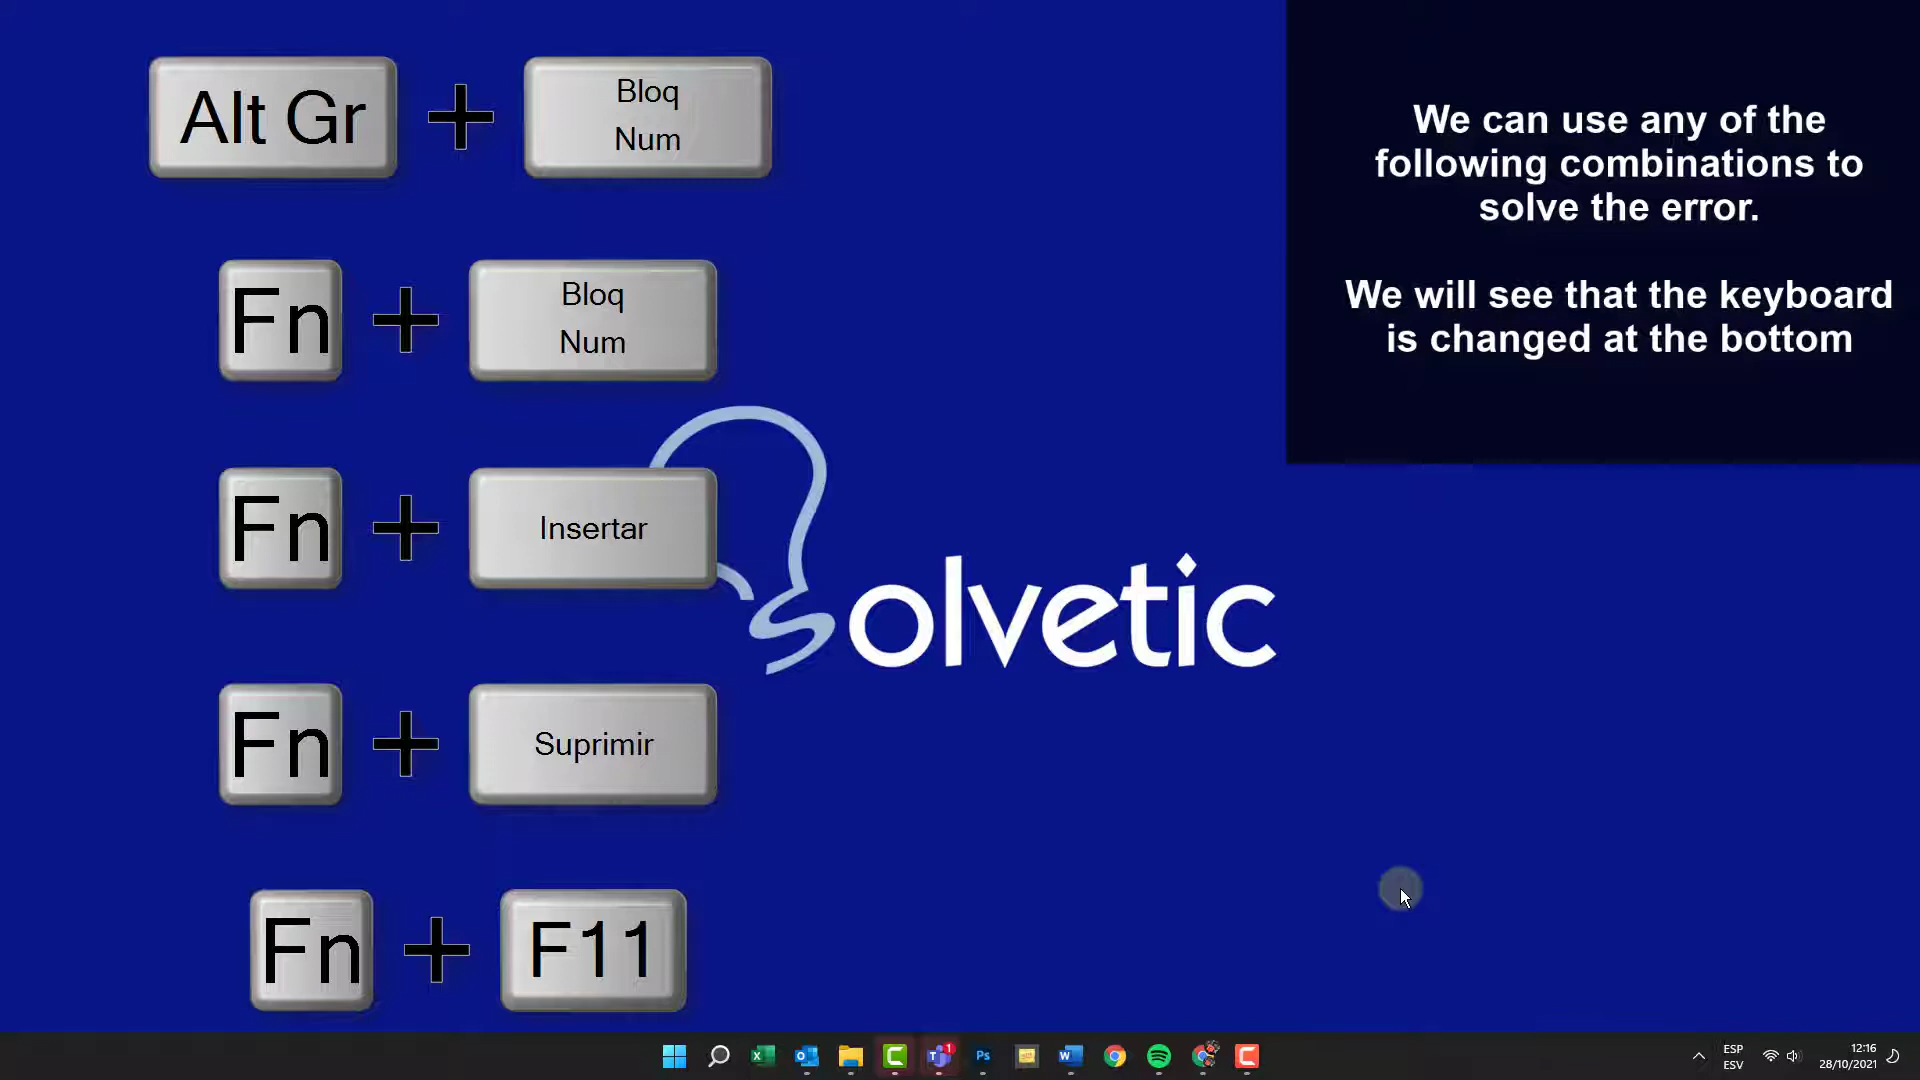 Alt Gr + Bloq
Num
We can use any of the
following combinations to
solve the error.
We will see that the keyboard
is changed at the bottom
Fn + Bloq
Num
Fn + Insertar
Solvetic
Fn + Suprimir
Fn + F11
ESP
ESV
12:16
28/10/2021
1
Ps